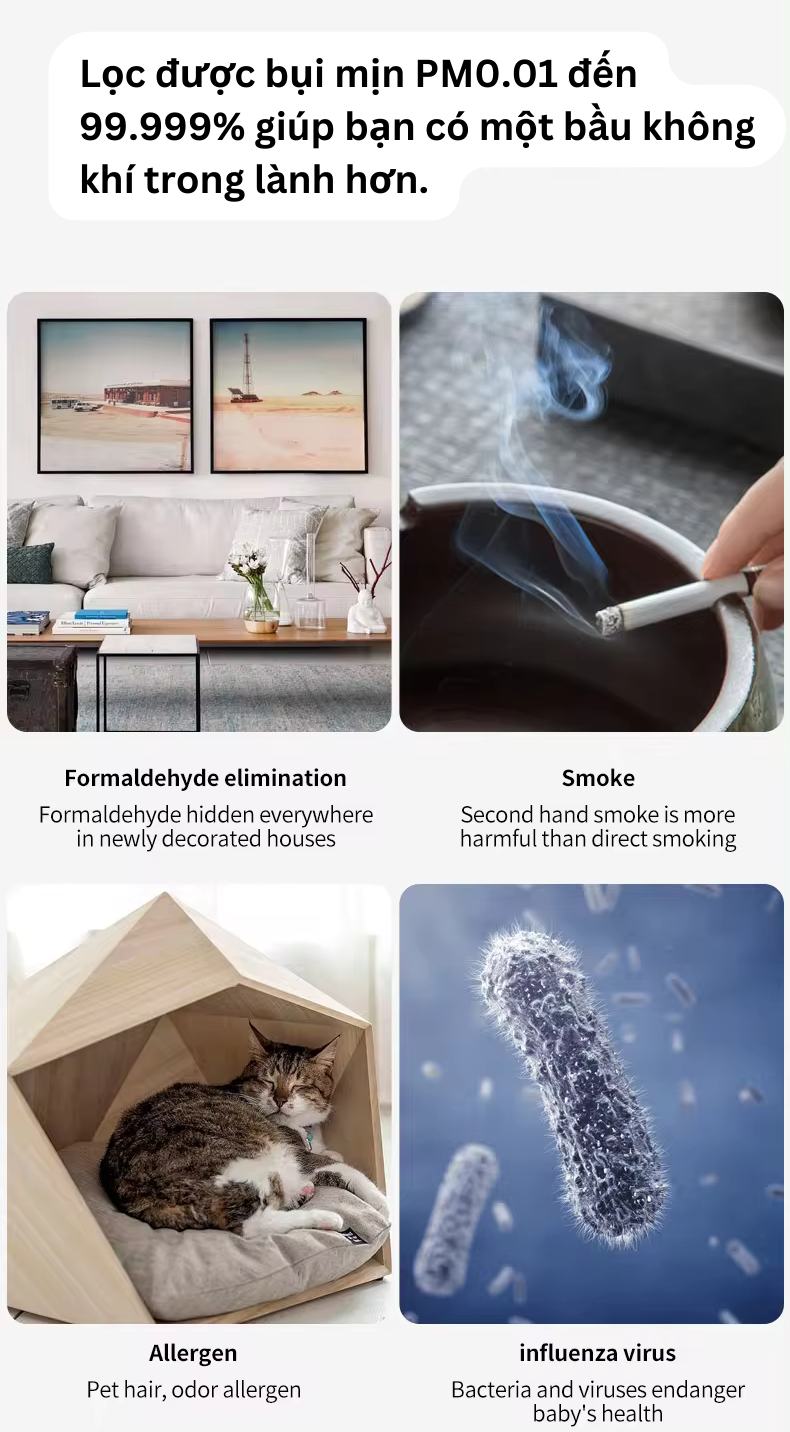 Lọc được bụi mịn PM0.01 đến
99.999% giúp bạn có một bầu không
khí trong lành hơn.
Formaldehyde elimination
Formaldehyde hidden everywhere
in newly decorated houses
Smoke
Second hand smoke is more
harmful than direct smoking
Allergen
Pet hair, odor allergen
influenza virus
Bacteria and viruses endanger
baby's health